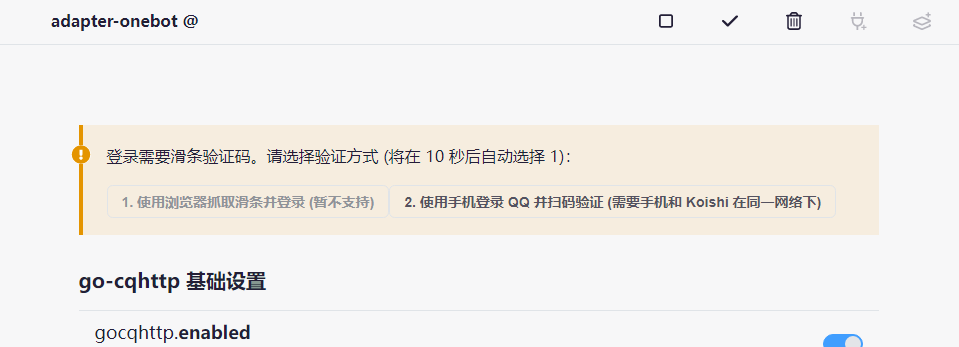 adapter-onebot @
登录需要滑条验证码。请选择验证方式 (将在 10 秒后自动选择 1)：
1. 使用浏览器抓取滑条并登录 (暂不支持)
2. 使用手机登录 QQ 并扫码验证 (需要手机和 Koishi 在同一网络下)
go-cqhttp 基础设置
gocqhttp.enabled